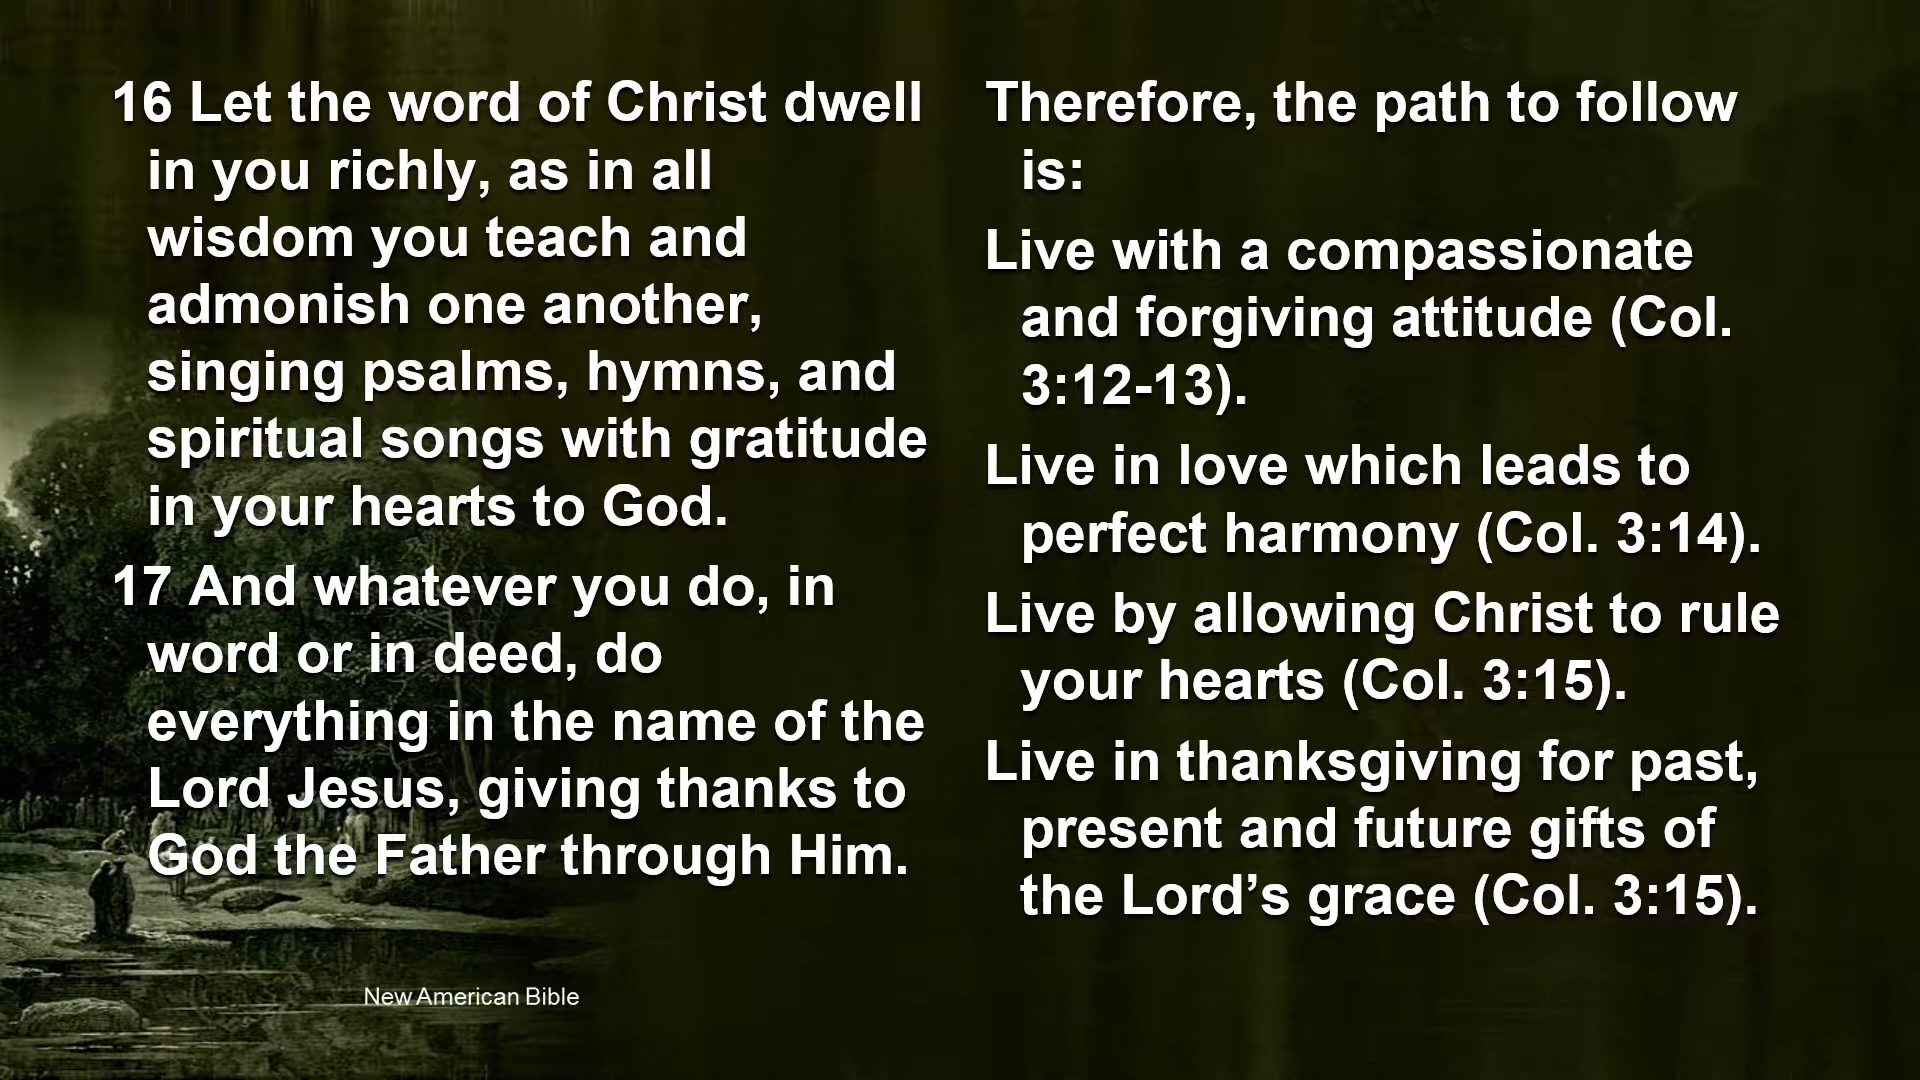 16 Let the word of Christ dwell
in you richly, as in all
wisdom you teach and
admonish one another,
singing psalms, hymns, and
spiritual songs with gratitude
in your hearts to God.
17 And whatever you do, in
word or in deed, do
everything in the name of the
Lord Jesus, giving thanks to
God the Father through Him.
New American Bible
Therefore, the path to follow
is:
Live with a compassionate
and forgiving attitude (Col.
3:12-13).
Live in love which leads to
perfect harmony (Col. 3:14).
Live by allowing Christ to rule
your hearts (Col. 3:15).
Live in thanksgiving for past,
present and future gifts of
the Lord’s grace (Col. 3:15).